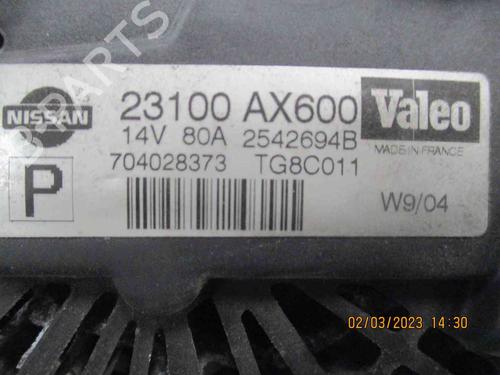 NISSAN 23100 AX600 Valeo
14V 80A 2542694B MADE IN FRANCE
704028373 TG8C011
P W9/04
02/03/2023 14:30